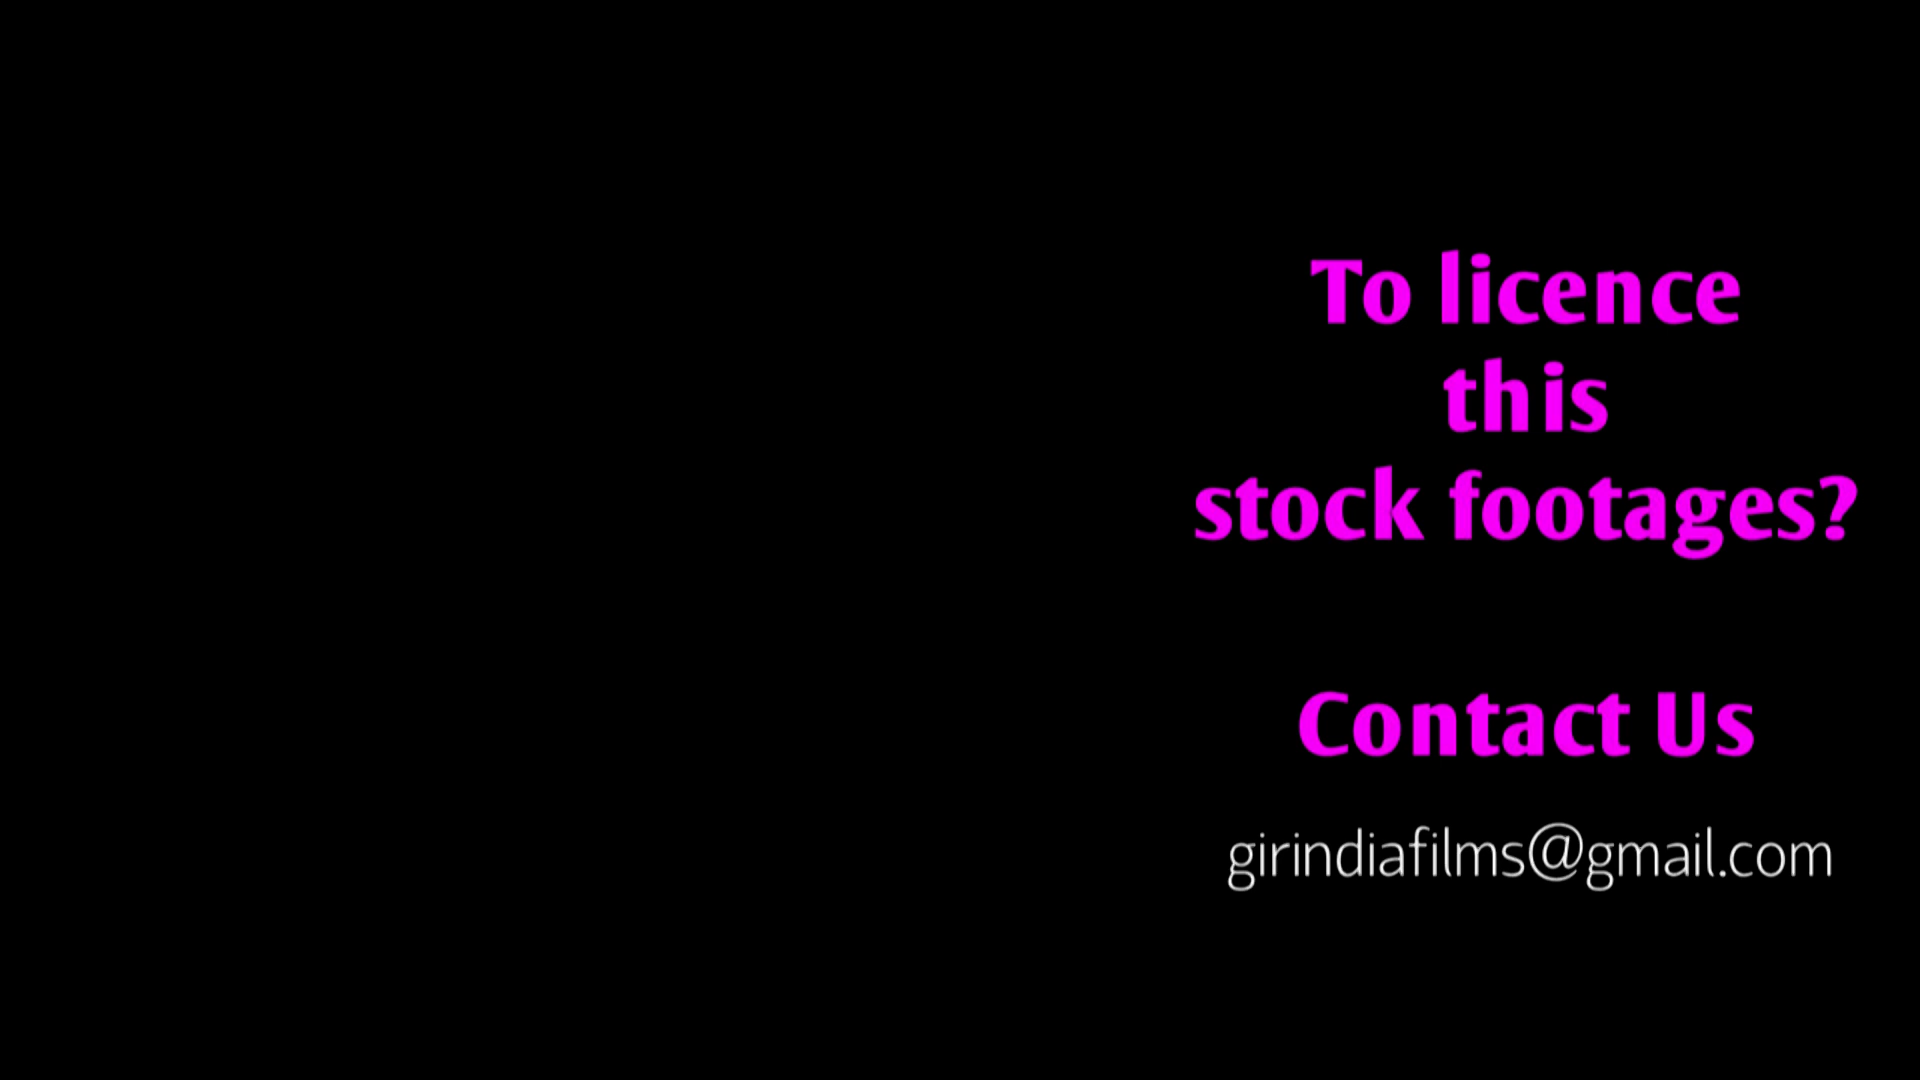 To licence
this
stock footages?
Contact Us
girindiafilms@gmail.com